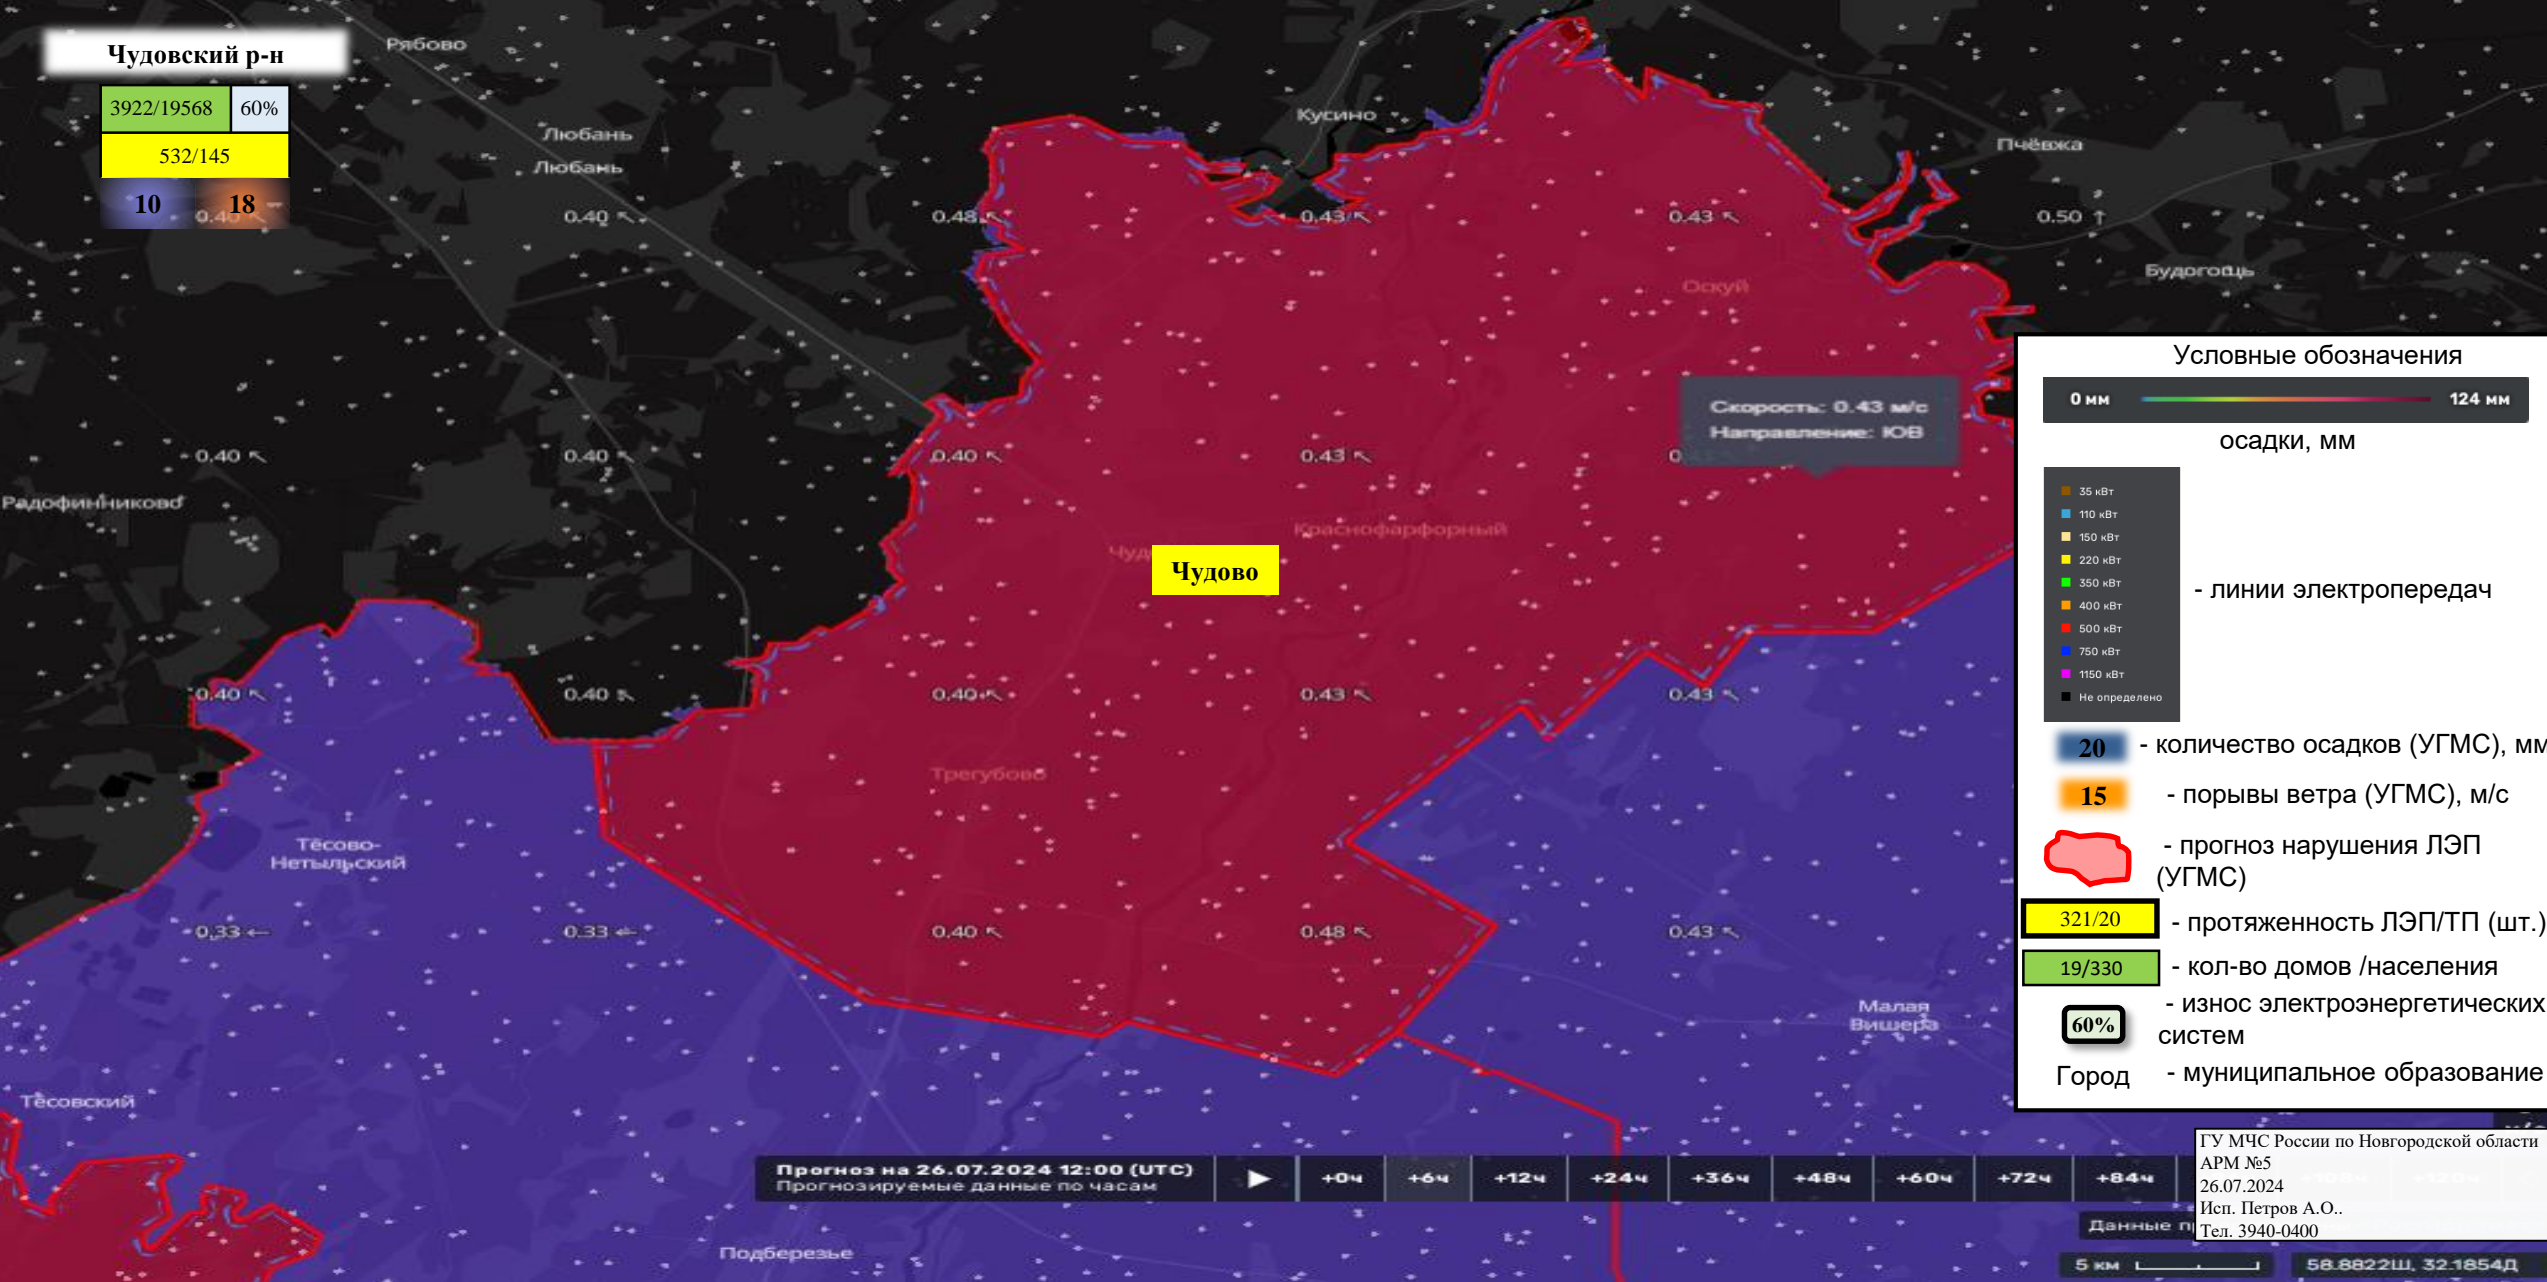 Чудовский р-н
3922/19568 60%
532/145
10 18
0.40
Рябово
Любань
Любань
Кусино
Пчёвжа
Будогощь
0.40
0.48
0.43
0.43
0.50
Оскуй
Скорость: 0.43 м/с
Направление: ЮВ
0.40
0.40
0.40
0.43
Радофинниково
Краснофарфорный
Чудово
0.40
0.40
0.40
0.43
0.43
Трегубово
Тёсово-
Нетыльский
0.33
0.33
0.40
0.48
0.43
Малая
Вишера
Тёсовский
Подберезье
Условные обозначения
0 мм 124 мм
осадки, мм
35 кВт
110 кВт
150 кВт
220 кВт
350 кВт
400 кВт
500 кВт
750 кВт
1150 кВт
Не определено
- линии электропередач
20 - количество осадков (УГМС), мм
15 - порывы ветра (УГМС), м/с
- прогноз нарушения ЛЭП
(УГМС)
321/20 - протяженность ЛЭП/ТП (шт.)
19/330 - кол-во домов /населения
- износ электроэнергетических
60% систем
Город - муниципальное образование
Прогноз на 26.07.2024 12:00 (UTC)
Прогнозируемые данные по часам
+0ч +6ч +12ч +24ч +36ч +48ч +60ч +72ч +84ч
ГУ МЧС России по Новгородской области
АРМ №5
26.07.2024
Исп. Петров А.О..
Тел. 3940-0400
Данные
5 км
58.8822Ш, 32.1854Д